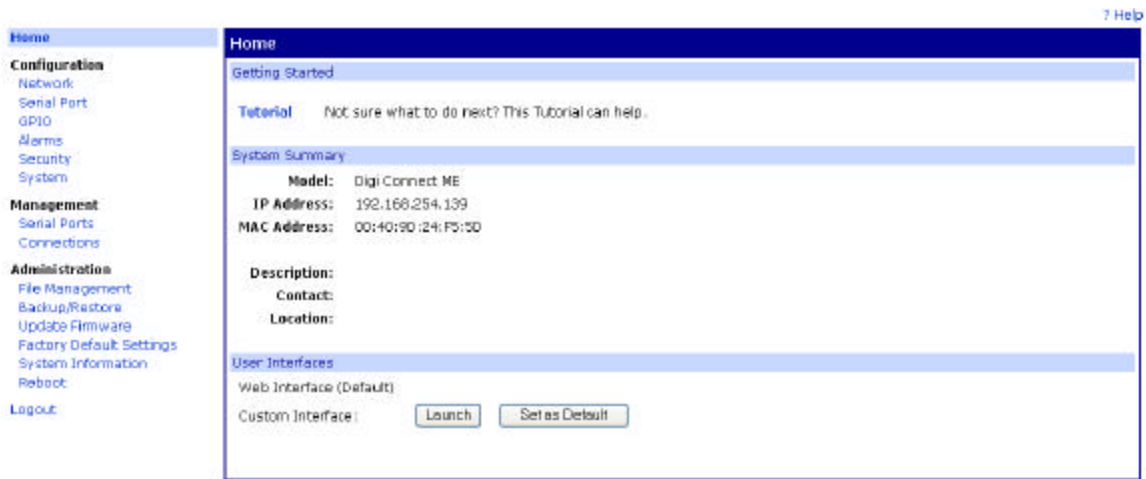 ? Help
Home
Configuration
Network
Serial Port
GPIO
Alarms
Security
System
Management
Serial Ports
Connections
Administration
File Management
Backup/Restore
Update Firmware
Factory Default Settings
System Information
Reboot
Logout
Home
Getting Started
Tutorial Not sure what to do next? This Tutorial can help.
System Summary
Model: Digi Connect ME
IP Address: 192.168.254.139
MAC Address: 00:40:9D:24:F5:5D
Description:
Contact:
Location:
User Interfaces
Web Interface (Default)
Custom Interface: Launch Set as Default